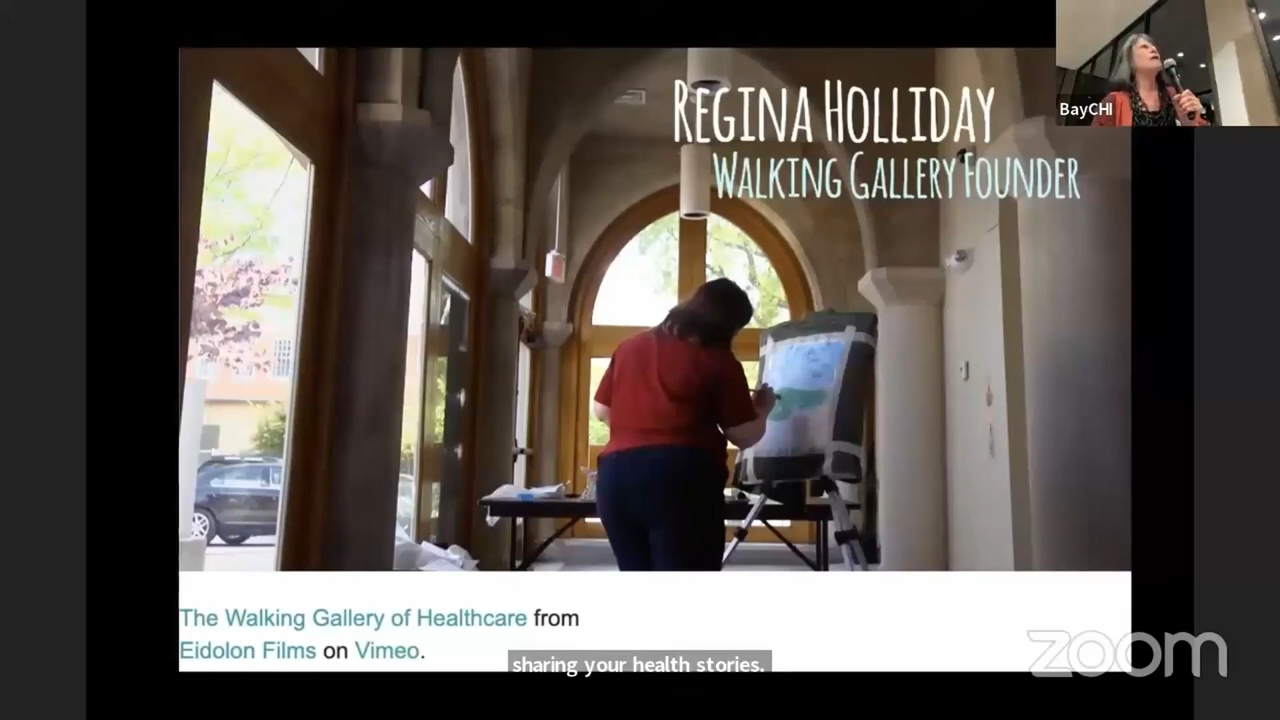 REGINA HOLLIDAY
WALKING GALLERY FOUNDER
BayCHI
The Walking Gallery of Healthcare from
Eidolon Films on Vimeo.
sharing your health stories.
zoom